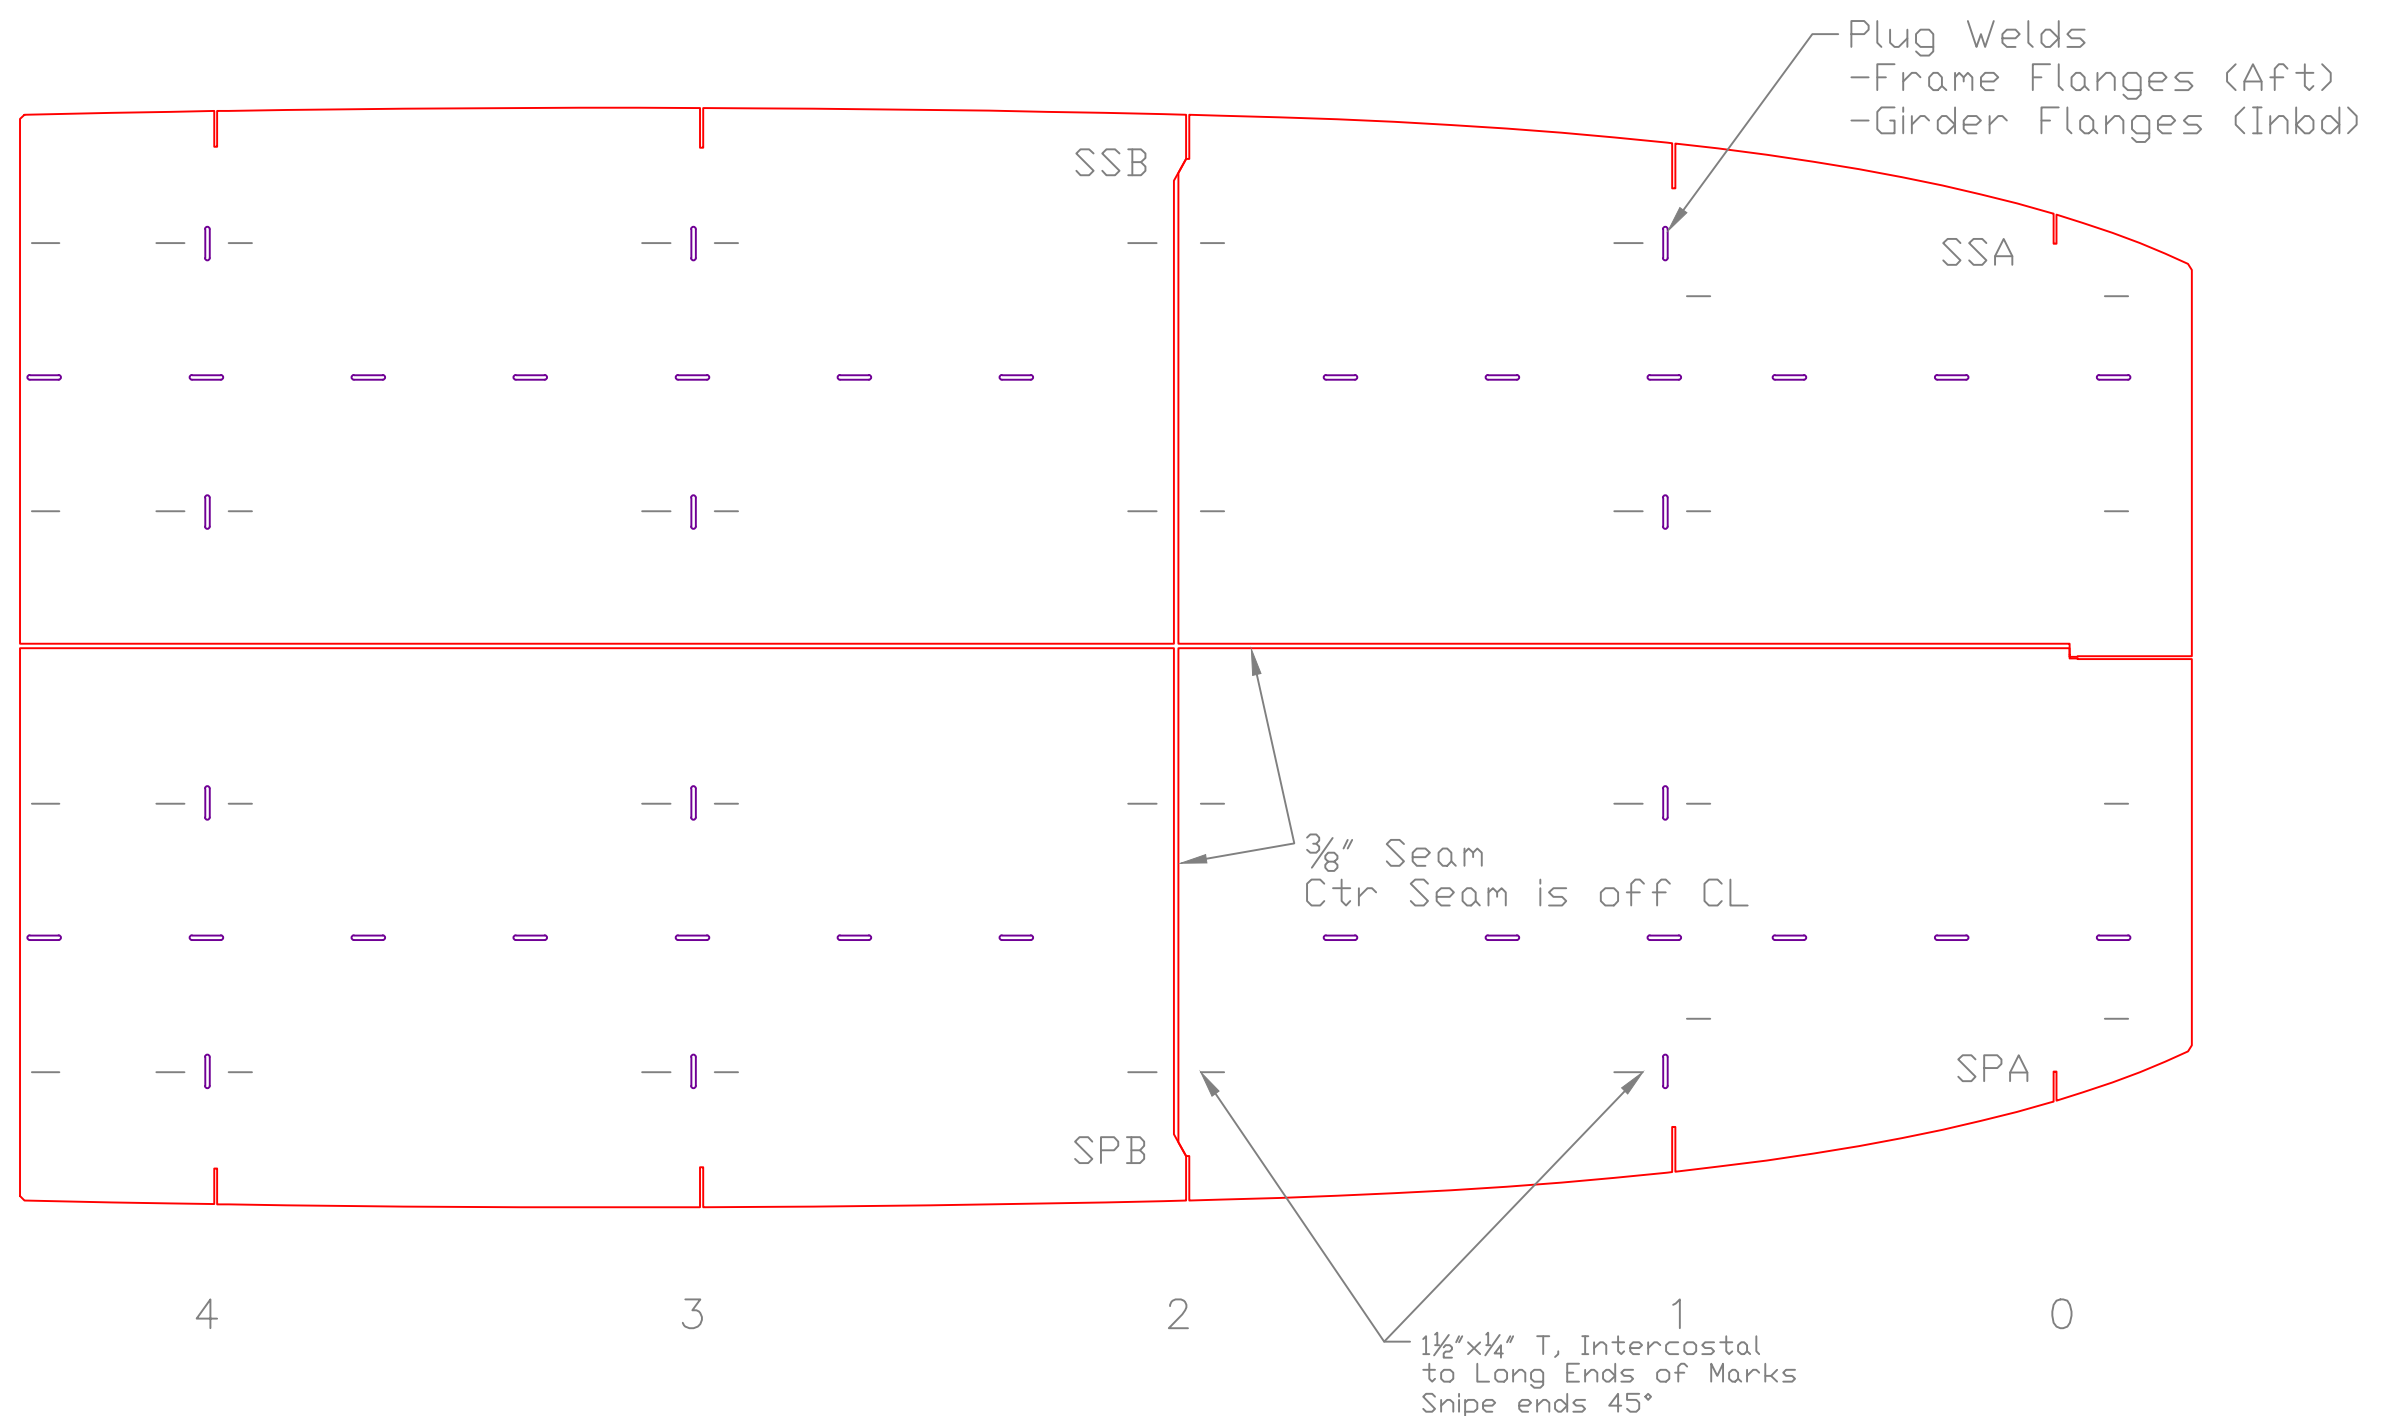 Plug Welds
-Frame Flanges (Aft)
-Girder Flanges (Inbd)
SSB
SSA
3/8" Seam
Ctr Seam is off CL
SPA
SPB
4 3 2 1 0
1½"x¼" T, Intercostal
to Long Ends of Marks
Snipe ends 45°